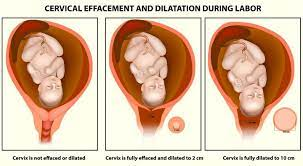 CERVICAL EFFACEMENT AND DILATATION DURING LABOR
Cervix is not effaced or dilated
Cervix is fully effaced and dilated to 2 cm
Cervix is fully dilated to 10 cm